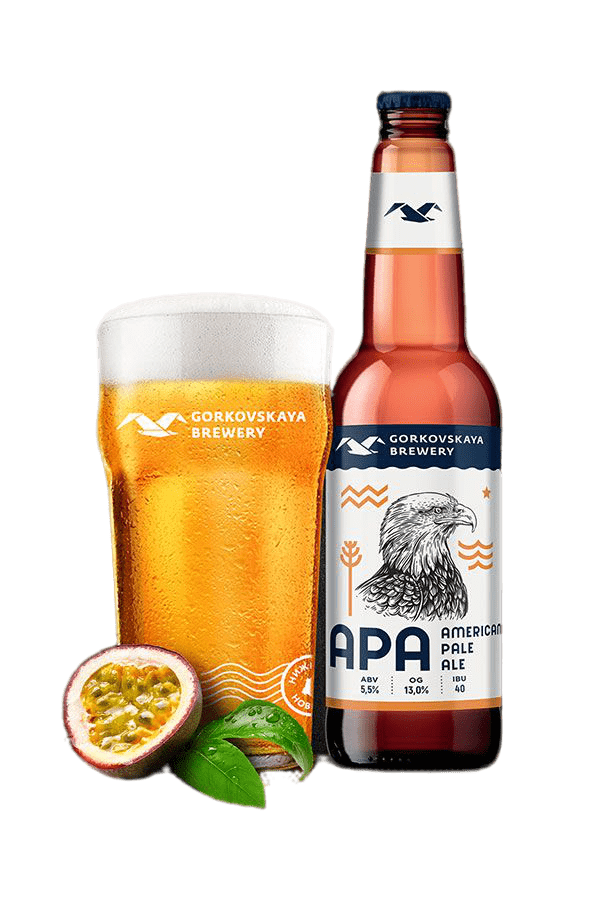 GORKOVSKAYA
BREWERY
GORKOVSKAYA
BREWERY
APA
AMERICAN
PALE
ALE
ABV
5,5%
OG
13,0%
IBU
40